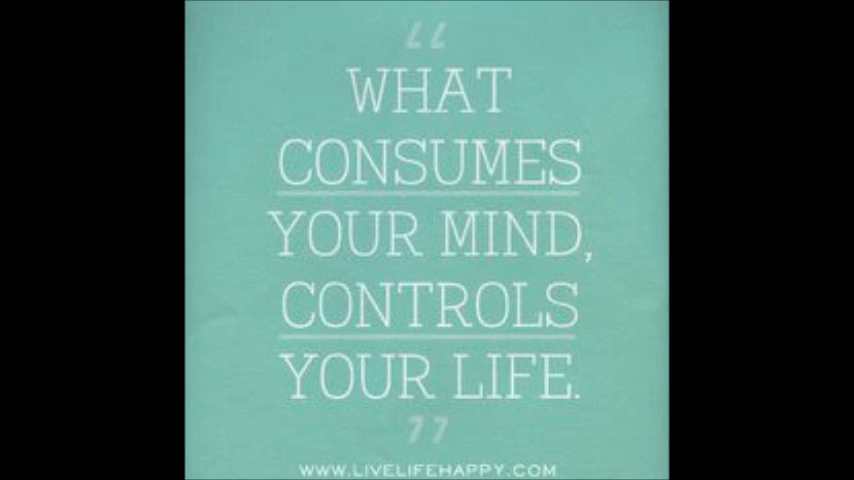 “
WHAT
CONSUMES
YOUR MIND,
CONTROLS
YOUR LIFE.
”
WWW.LIVELIFEHAPPY.COM